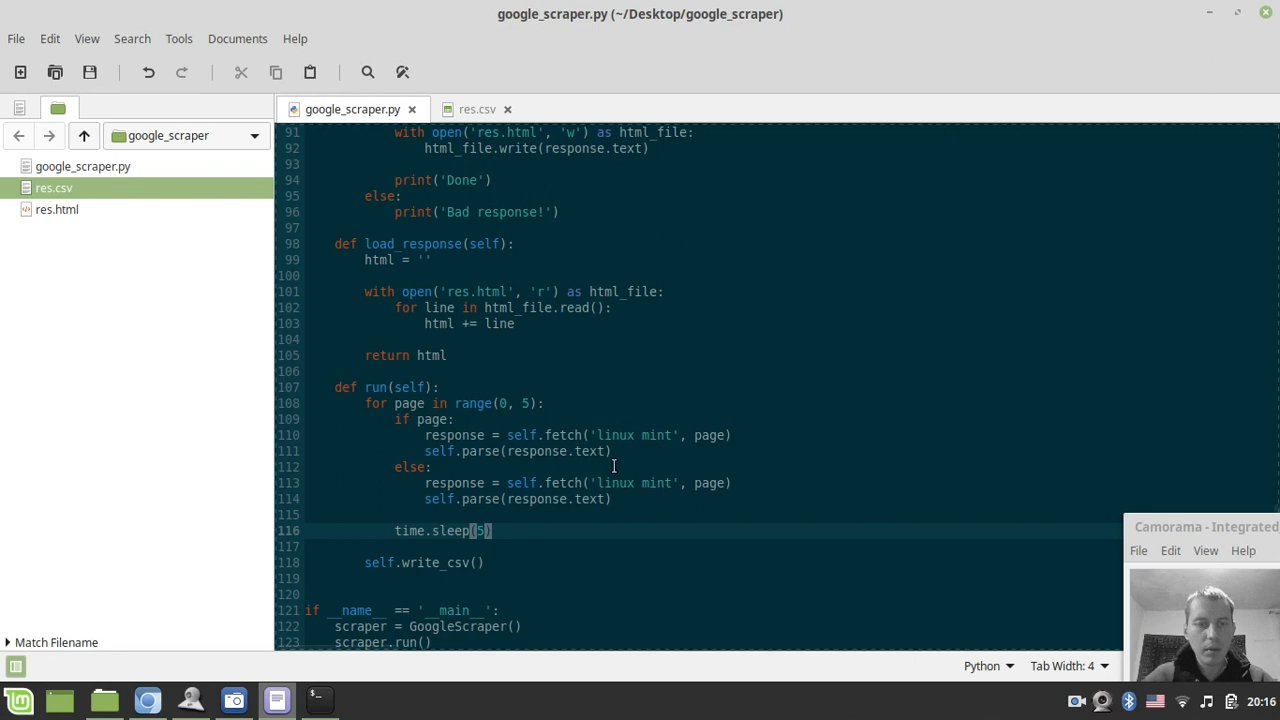 google_scraper.py (~/Desktop/google_scraper)
File Edit View Search Tools Documents Help
google_scraper.py
res.csv
google_scraper
google_scraper.py
res.csv
res.html
Match Filename
91 with open('res.html', 'w') as html_file:
92 html_file.write(response.text)
93
94 print('Done')
95 else:
96 print('Bad response!')
97
98 def load_response(self):
99 html = ''
100
101 with open('res.html', 'r') as html_file:
102 for line in html_file.read():
103 html += line
104
105 return html
106
107 def run(self):
108 for page in range(0, 5):
109 if page:
110 response = self.fetch('linux mint', page)
111 self.parse(response.text)
112 else:
113 response = self.fetch('linux mint', page)
114 self.parse(response.text)
115
116 time.sleep(5)
117
118 self.write_csv()
119
120
121 if __name__ == '__main__':
122 scraper = GoogleScraper()
123 scraper.run()
Camorama - Integrated
File Edit View Help
Python Tab Width: 4
20:16